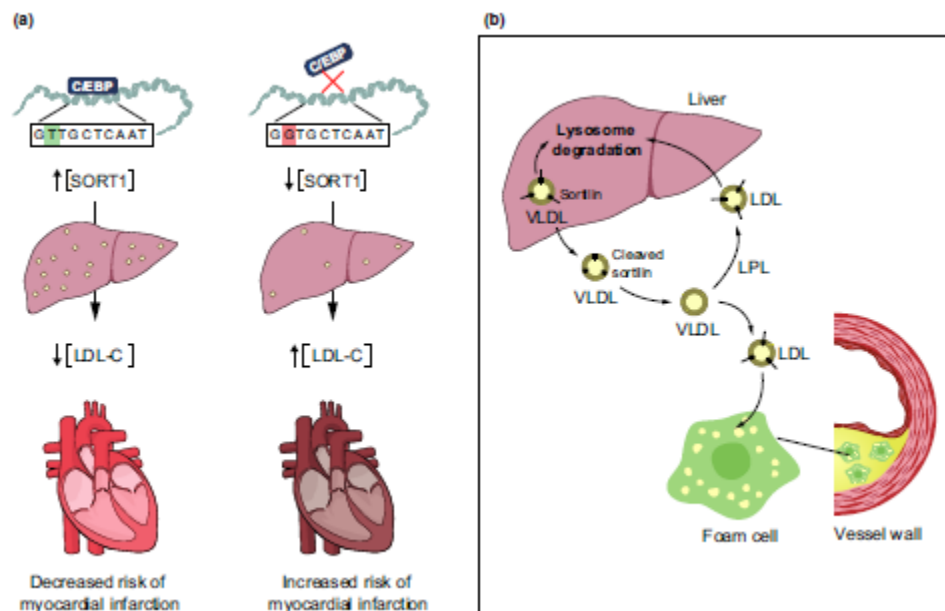 (a)
C/EBP
GTTGCTCAAT
↑[SORT1]
↓[LDL-C]
Decreased risk of
myocardial infarction
C/EBP
GGTGCTCAAT
↓[SORT1]
↑[LDL-C]
Increased risk of
myocardial infarction
(b)
Liver
Lysosome
degradation
Sortilin
VLDL
LDL
Cleaved
sortilin
VLDL
LPL
VLDL
LDL
Foam cell
Vessel wall